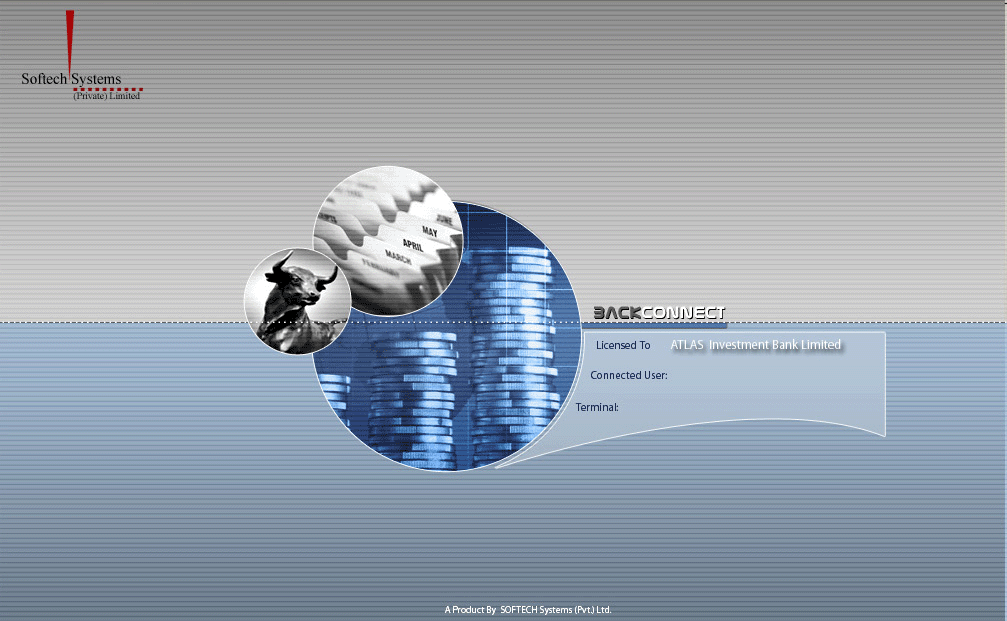 Softech Systems
(Private) Limited
JUNE
MAY
APRIL
MARCH
FEBRUARY
BACKCONNECT
Licensed To ATLAS Investment Bank Limited
Connected User:
Terminal:
A Product By SOFTECH Systems (Pvt.) Ltd.